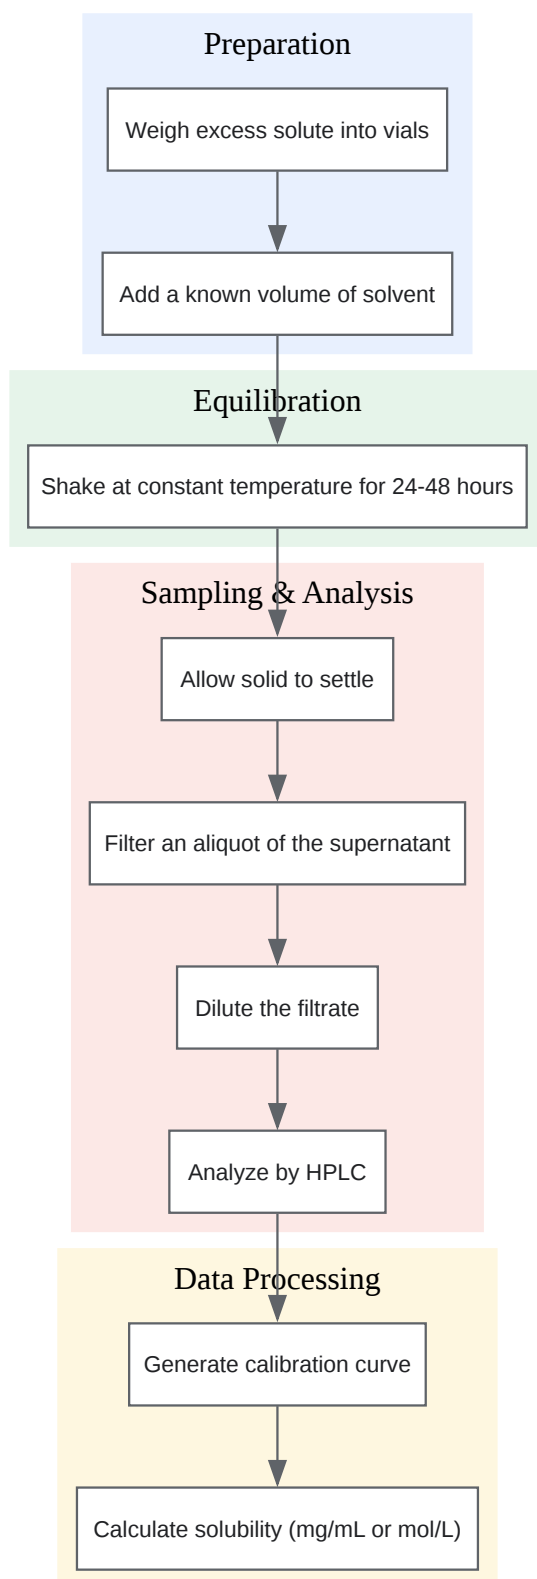 Preparation
Weigh excess solute into vials
Add a known volume of solvent
Equilibration
Shake at constant temperature for 24-48 hours
Sampling & Analysis
Allow solid to settle
Filter an aliquot of the supernatant
Dilute the filtrate
Analyze by HPLC
Data Processing
Generate calibration curve
Calculate solubility (mg/mL or mol/L)